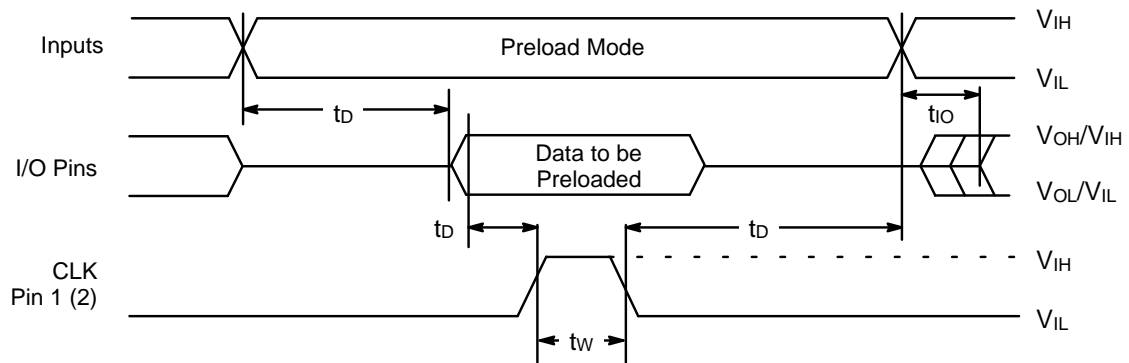 Inputs
Preload Mode
VIH
VIL
tD
tIO
I/O Pins
Data to be
Preloaded
VOH/VIH
VOL/VIL
tD
tD
CLK
Pin 1 (2)
VIH
VIL
tW